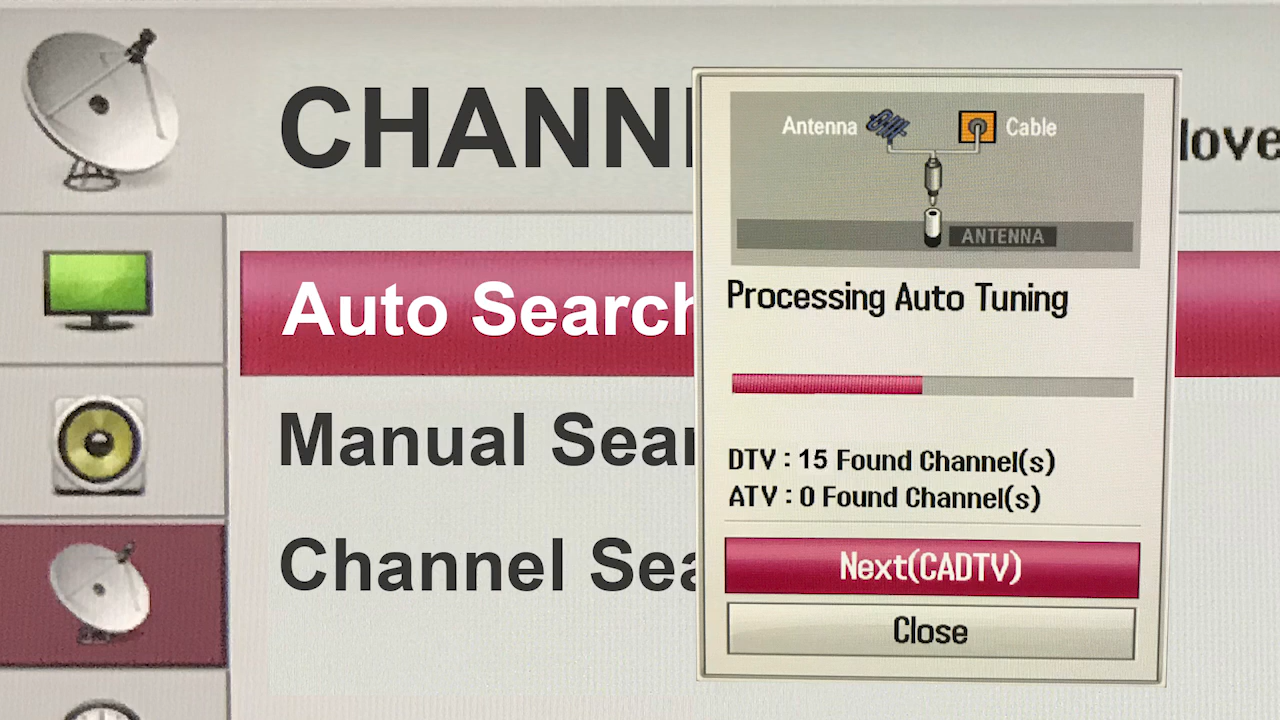 CHANN
Antenna Cable
ANTENNA
Auto Search
Processing Auto Tuning
Manual Sear
DTV : 15 Found Channel(s)
ATV : 0 Found Channel(s)
Channel Sea
Next(CADTV)
Close